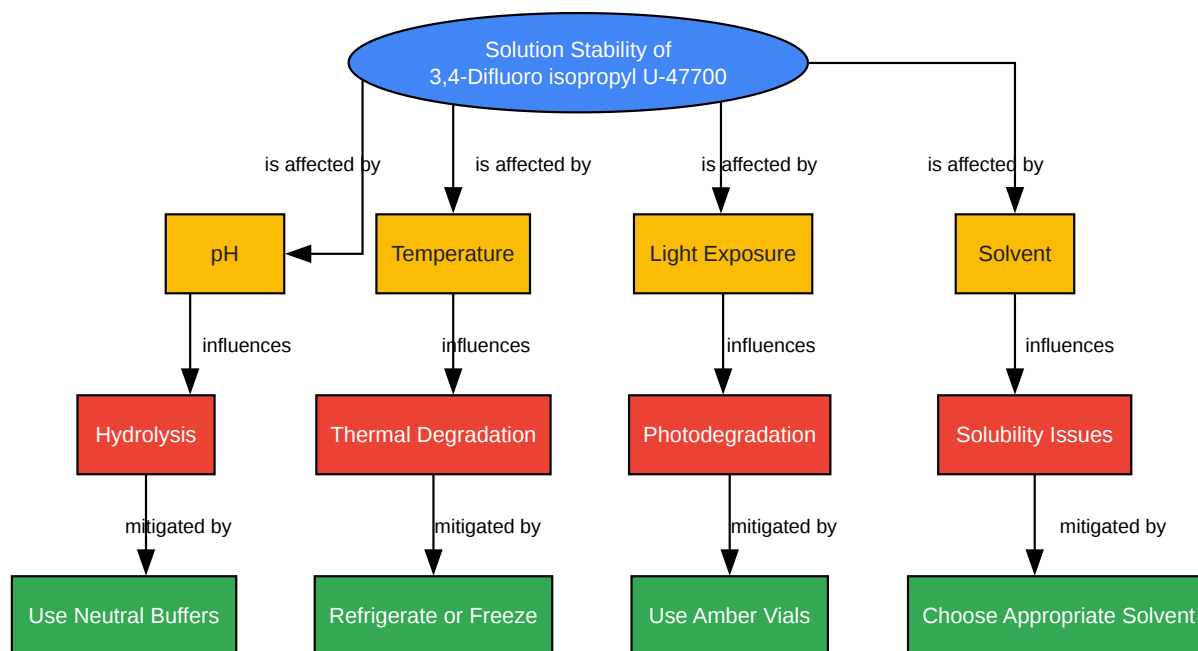 Solution Stability of
3,4-Difluoro isopropyl U-47700
is affected by
is affected by
is affected by
is affected by
pH
Temperature
Light Exposure
Solvent
influences
influences
influences
influences
Hydrolysis
Thermal Degradation
Photodegradation
Solubility Issues
mitigated by
mitigated by
mitigated by
mitigated by
Use Neutral Buffers
Refrigerate or Freeze
Use Amber Vials
Choose Appropriate Solvent